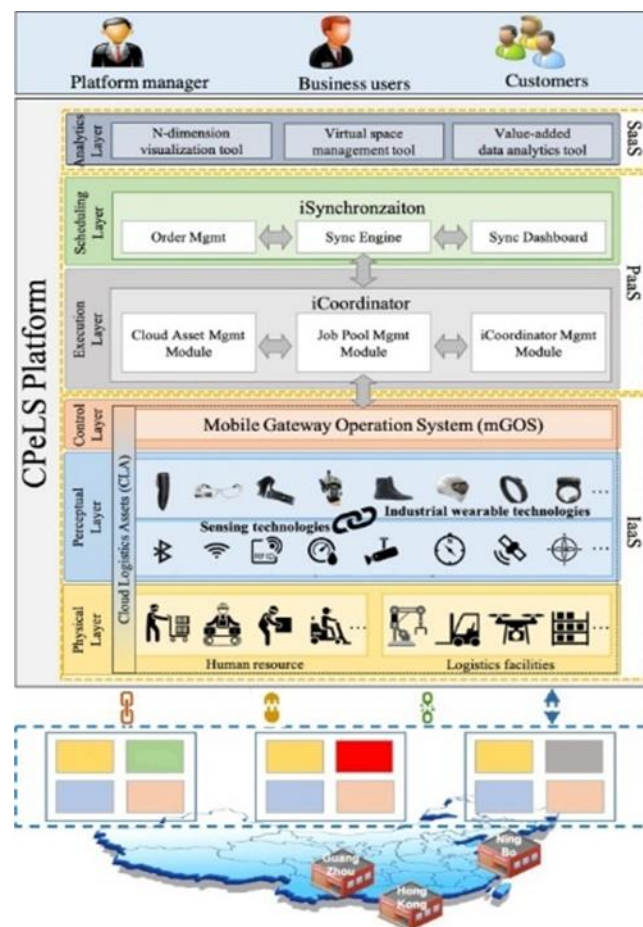 Platform manager
Business users
Customers
CPeLS Platform
Analytics
Layer
N-dimension
visualization tool
Virtual space
management tool
Value-added
data analytics tool
SaaS
Scheduling
Layer
iSynchronzaiton
Order Mgmt
Sync Engine
Sync Dashboard
PaaS
Execution
Layer
iCoordinator
Cloud Asset Mgmt
Module
Job Pool Mgmt
Module
iCoordinator Mgmt
Module
Control
Layer
Mobile Gateway Operation System (mGOS)
Cloud Logistics Assets (CLA)
Perceptual
Layer
Industrial wearable technologies
Sensing technologies
RFID
IaaS
Physical
Layer
Human resource
Logistics facilities
Guang
Zhou
Hong
Kong
Ning
Bo